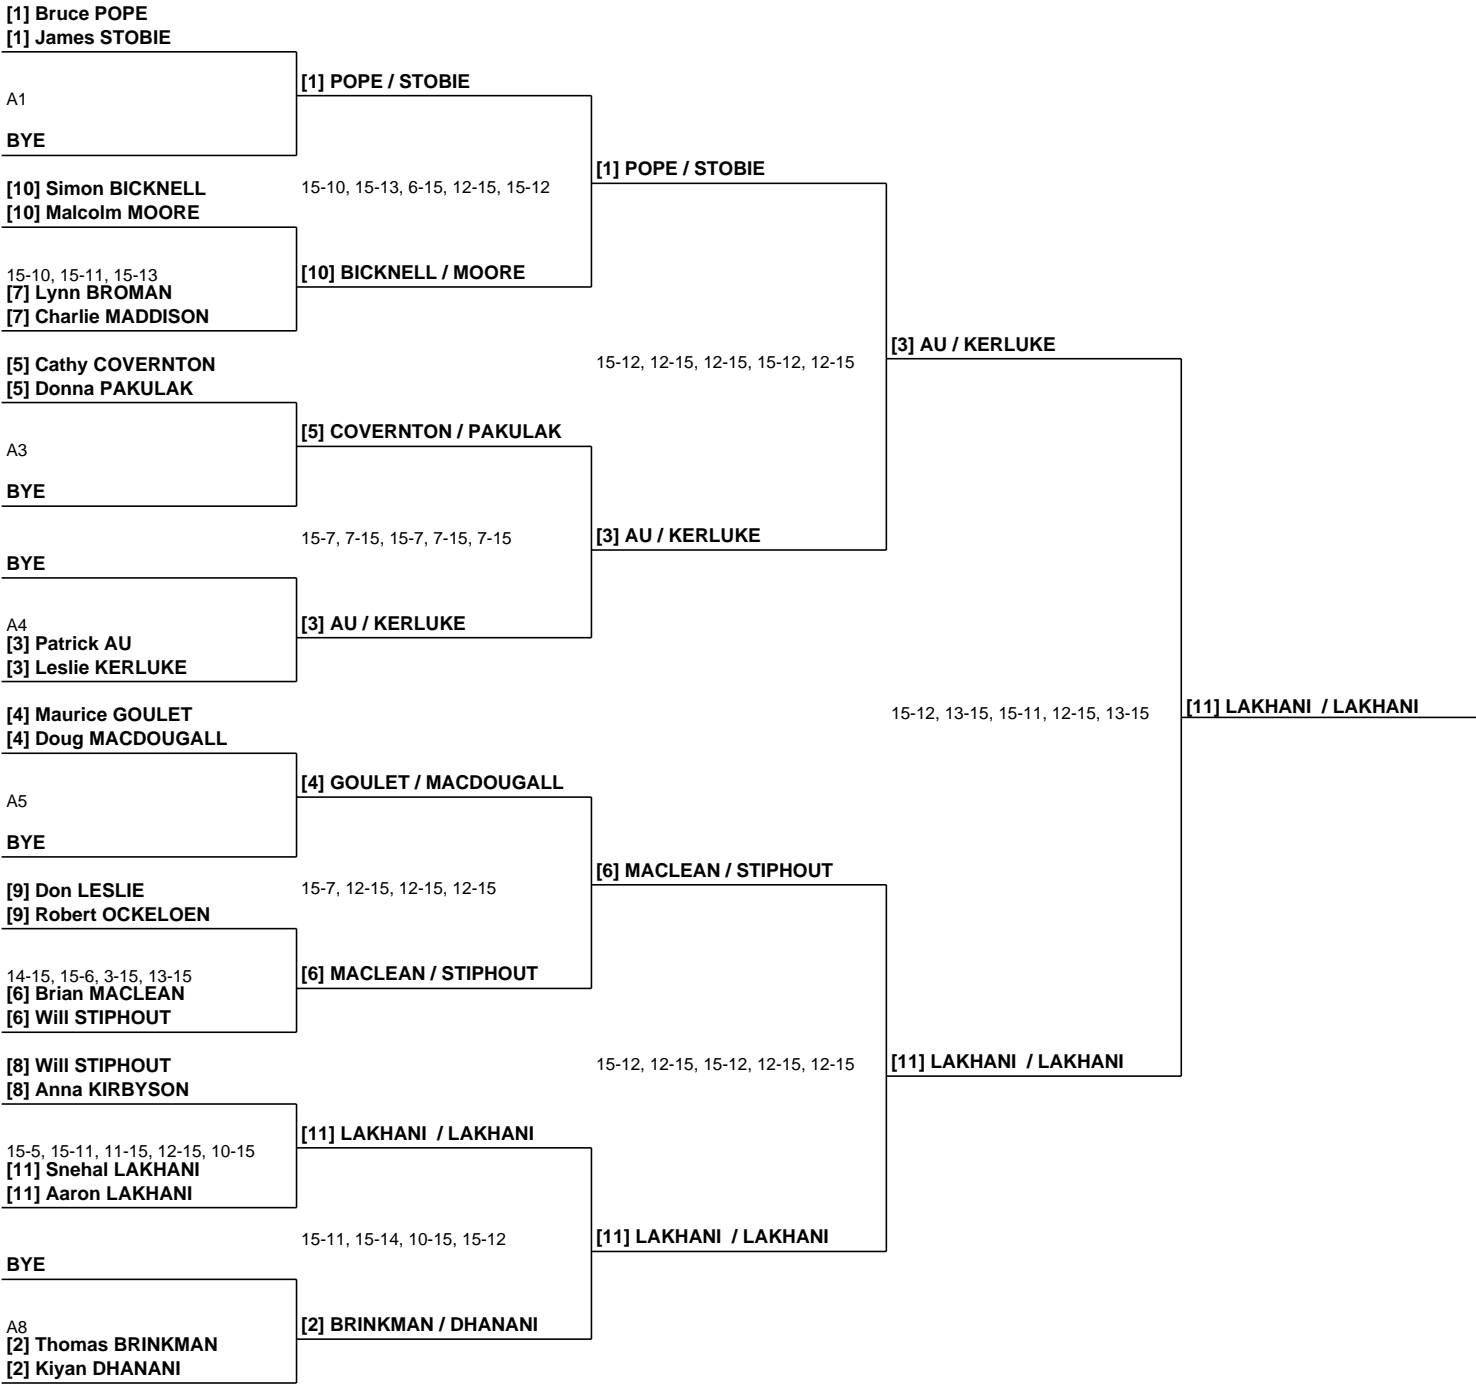 [1] Bruce POPE
[1] James STOBIE
[1] POPE / STOBIE
A1
BYE
[1] POPE / STOBIE
[10] Simon BICKNELL
15-10, 15-13, 6-15, 12-15, 15-12
[10] Malcolm MOORE
15-10, 15-11, 15-13
[10] BICKNELL / MOORE
[7] Lynn BROMAN
[7] Charlie MADDISON
[3] AU / KERLUKE
[5] Cathy COVERNTON
15-12, 12-15, 12-15, 15-12, 12-15
[5] Donna PAKULAK
[5] COVERNTON / PAKULAK
A3
BYE
15-7, 7-15, 15-7, 7-15, 7-15
[3] AU / KERLUKE
BYE
A4
[3] AU / KERLUKE
[3] Patrick AU
[3] Leslie KERLUKE
[4] Maurice GOULET
15-12, 13-15, 15-11, 12-15, 13-15
[11] LAKHANI / LAKHANI
[4] Doug MACDOUGALL
[4] GOULET / MACDOUGALL
A5
BYE
[6] MACLEAN / STIPHOUT
[9] Don LESLIE
15-7, 12-15, 12-15, 12-15
[9] Robert OCKELOEN
14-15, 15-6, 3-15, 13-15
[6] MACLEAN / STIPHOUT
[6] Brian MACLEAN
[6] Will STIPHOUT
[8] Will STIPHOUT
15-12, 12-15, 15-12, 12-15, 12-15
[11] LAKHANI / LAKHANI
[8] Anna KIRBYSON
[11] LAKHANI / LAKHANI
15-5, 15-11, 11-15, 12-15, 10-15
[11] Snehal LAKHANI
[11] Aaron LAKHANI
15-11, 15-14, 10-15, 15-12
[11] LAKHANI / LAKHANI
BYE
A8
[2] BRINKMAN / DHANANI
[2] Thomas BRINKMAN
[2] Kiyan DHANANI